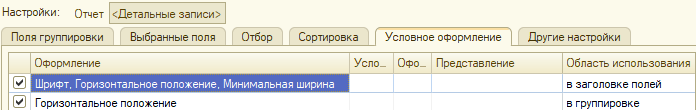 Настройки: Отчет <Детальные записи>
Поля группировки Выбранные поля Отбор Сортировка Условное оформление Другие настройки
Оформление Усло... Офо... Представление Область использования
Шрифт, Горизонтальное положение, Минимальная ширина в заголовке полей
Горизонтальное положение в группировке